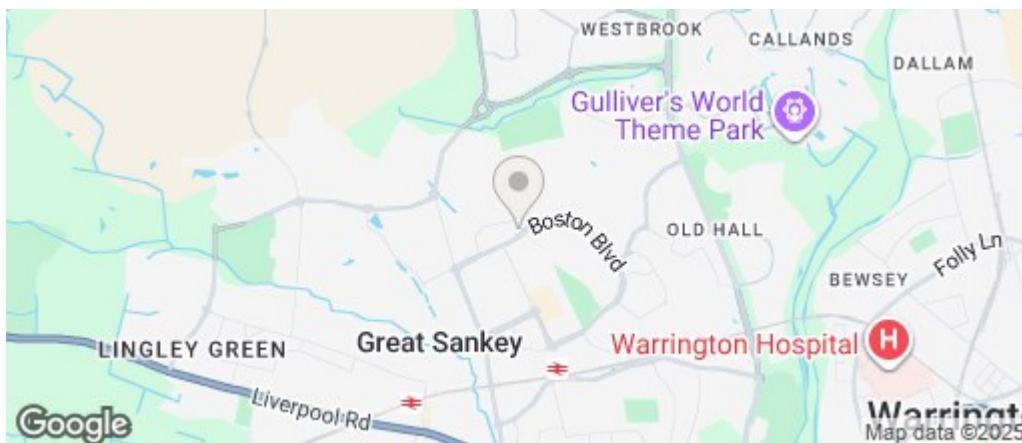 WESTBROOK
CALLANDS
DALLAM
Gulliver's World
Theme Park
Boston Blvd
OLD HALL
Folly Ln
BEWSEY
Great Sankey
LINGLEY GREEN
Warrington Hospital
H
Liverpool Rd
Warringt
Google
Map data ©2025